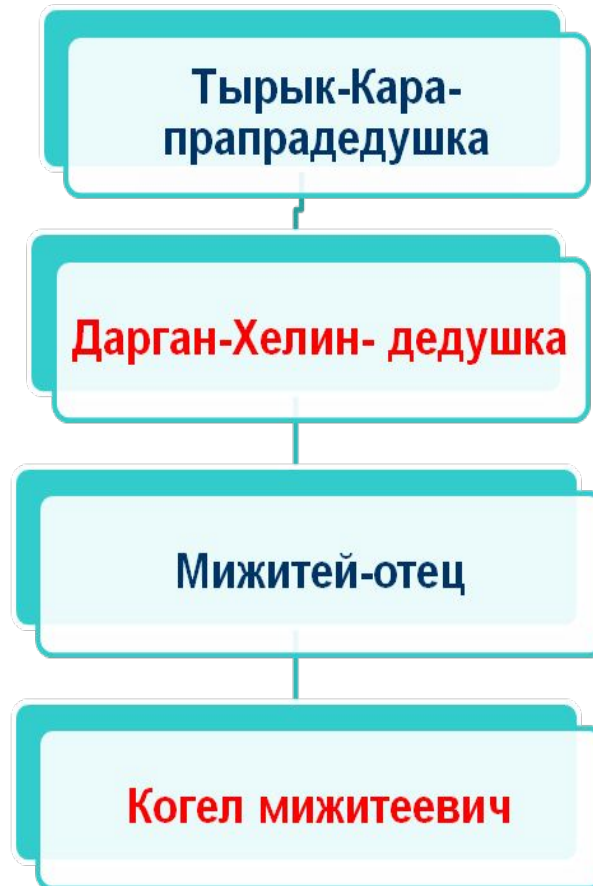 Тырык-Кара-
прапрадедушка
Дарган-Хелин- дедушка
Мижитей-отец
Когел мижитеевич